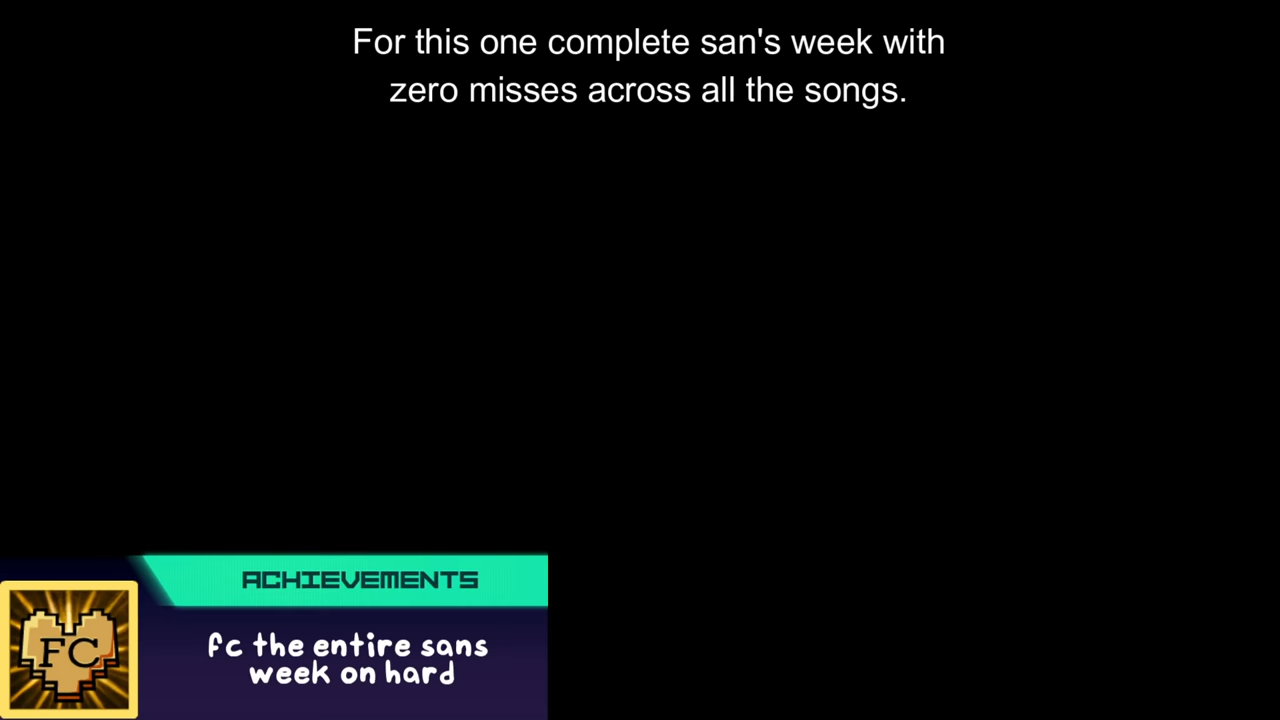 For this one complete san's week with
zero misses across all the songs.
ACHIEVEMENTS
FC
fc the entire sans
week on hard